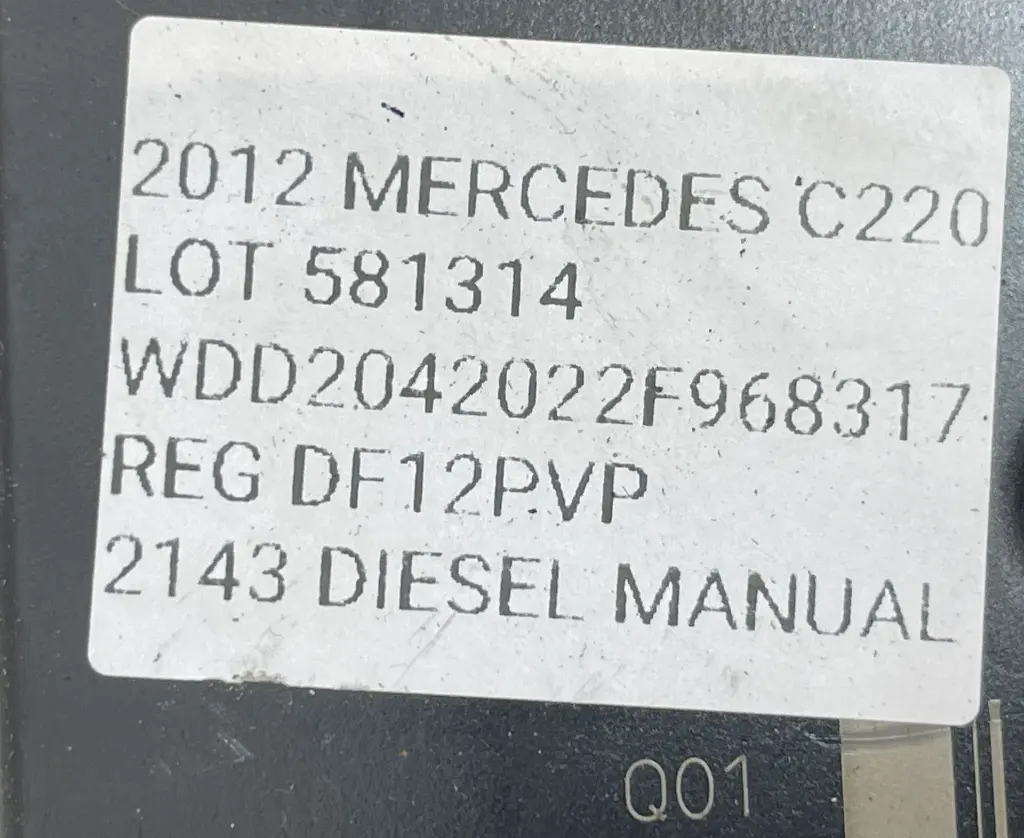 2012 MERCEDES C220
LOT 581314
WDD2042022F968317
REG DF12PVP
2143 DIESEL MANUAL
Q01